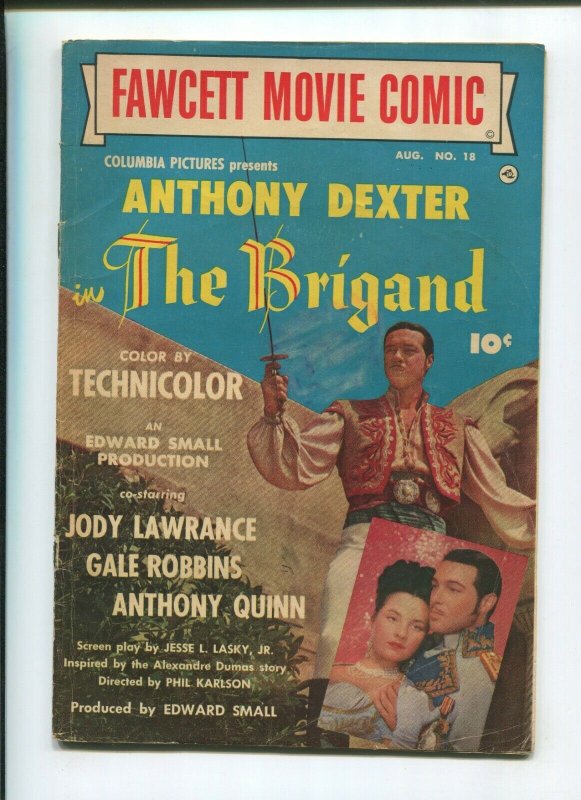 FAWCETT MOVIE COMIC
©
AUG. NO. 18
COLUMBIA PICTURES presents
ANTHONY DEXTER
in The Brigand
10¢
COLOR BY
TECHNICOLOR
AN
EDWARD SMALL
PRODUCTION
co-starring
JODY LAWRANCE
GALE ROBBINS
ANTHONY QUINN
Screen play by JESSE L. LASKY, JR.
Inspired by the Alexandre Dumas story
Directed by PHIL KARLSON
Produced by EDWARD SMALL